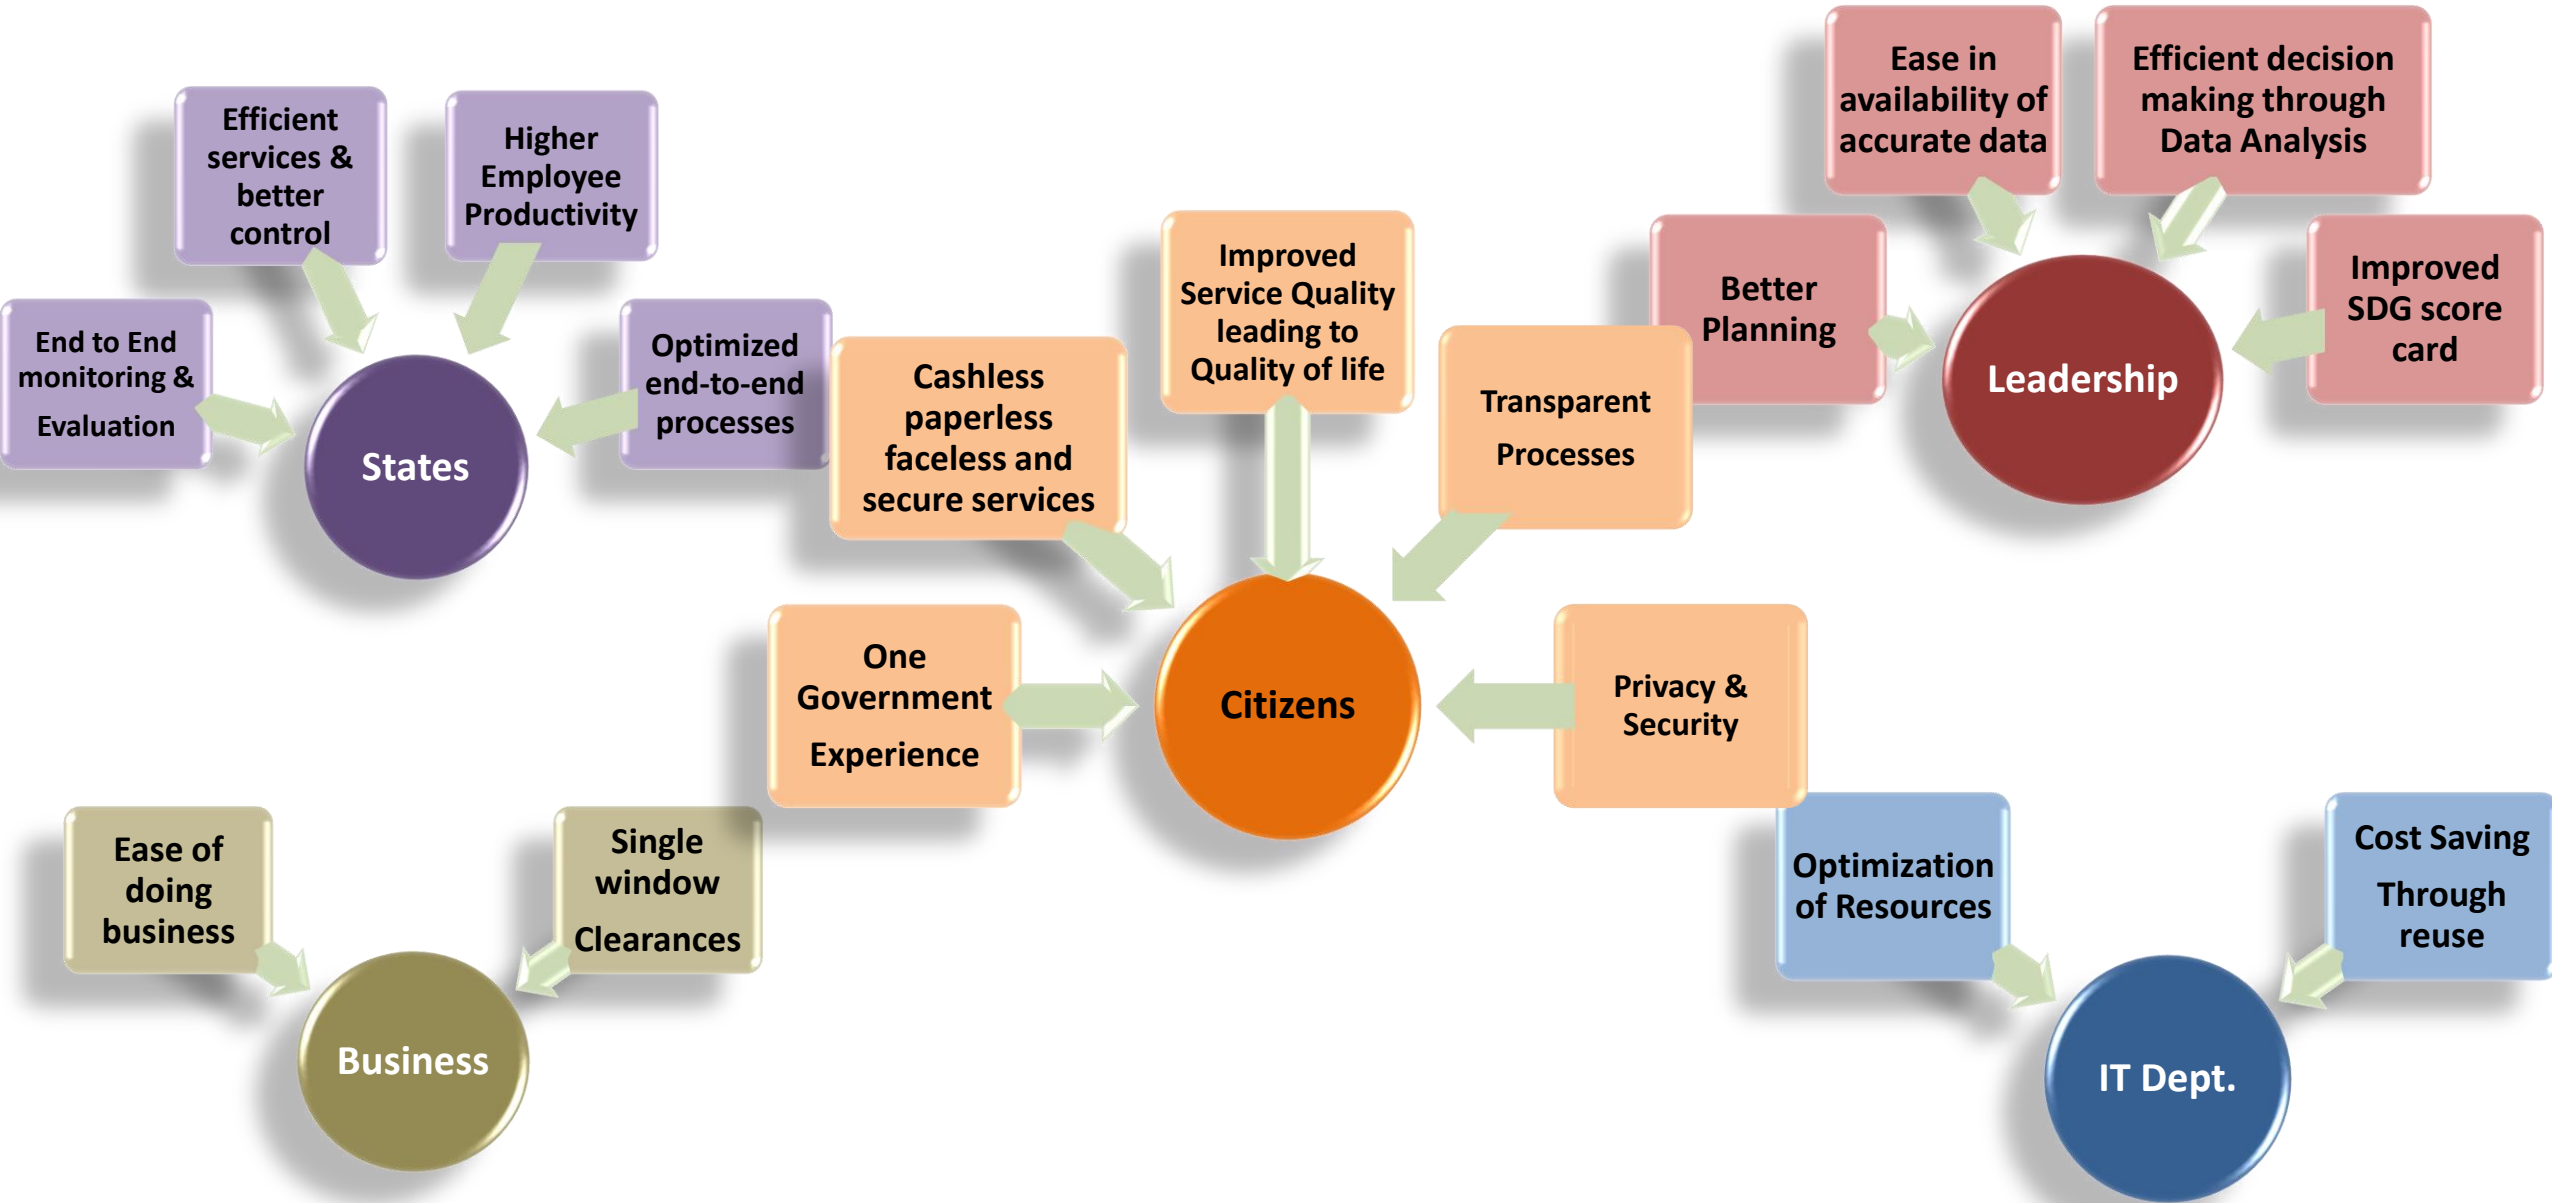 Efficient
services &
better
control
Higher
Employee
Productivity
End to End
monitoring &
Evaluation
Optimized
end-to-end
processes
States
Cashless
paperless
faceless and
secure services
Improved
Service Quality
leading to
Quality of life
Transparent
Processes
One
Government
Experience
Privacy &
Security
Citizens
Ease in
availability of
accurate data
Efficient decision
making through
Data Analysis
Better
Planning
Improved
SDG score
card
Leadership
Ease of
doing
business
Single
window
Clearances
Business
Optimization
of Resources
Cost Saving
Through
reuse
IT Dept.